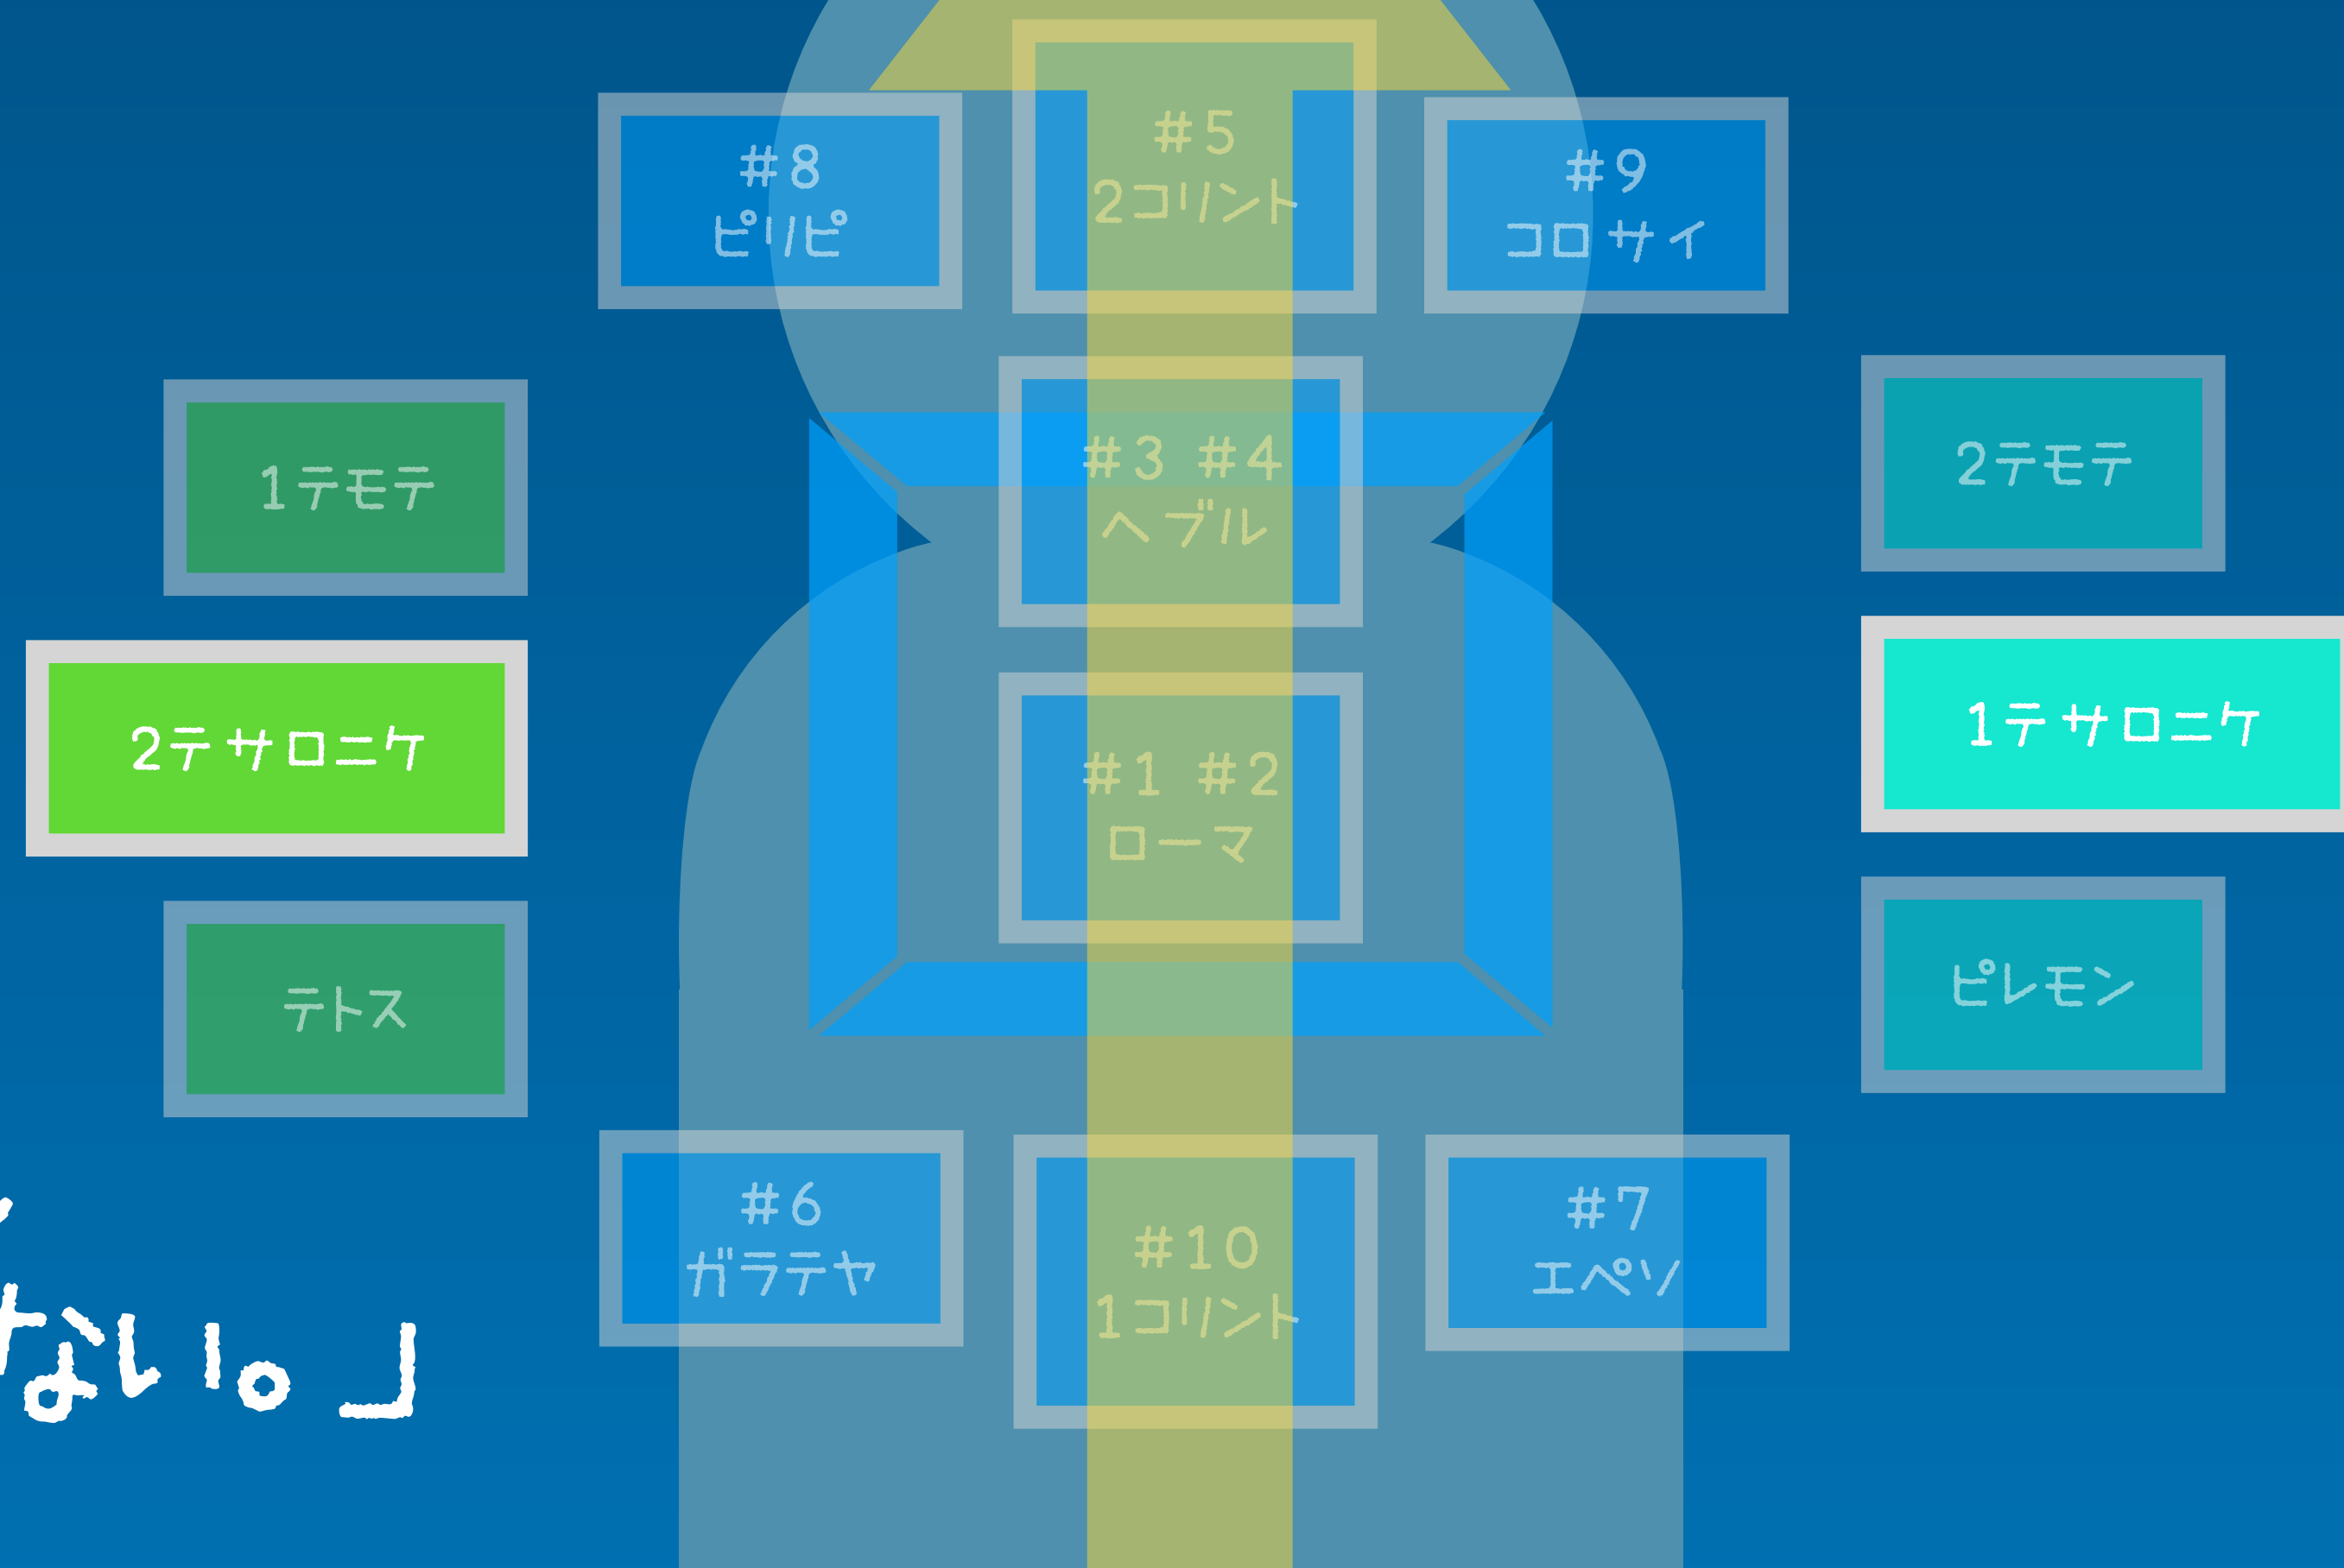 #5
2コリント
#8
ピリピ
#9
コロサイ
#3 #4
ヘブル
1テモテ
2テモテ
2テサロニケ
1テサロニケ
#1 #2
ローマ
テトス
ピレモン
#6
ガラテヤ
#7
エペソ
#10
1コリント
ない。」